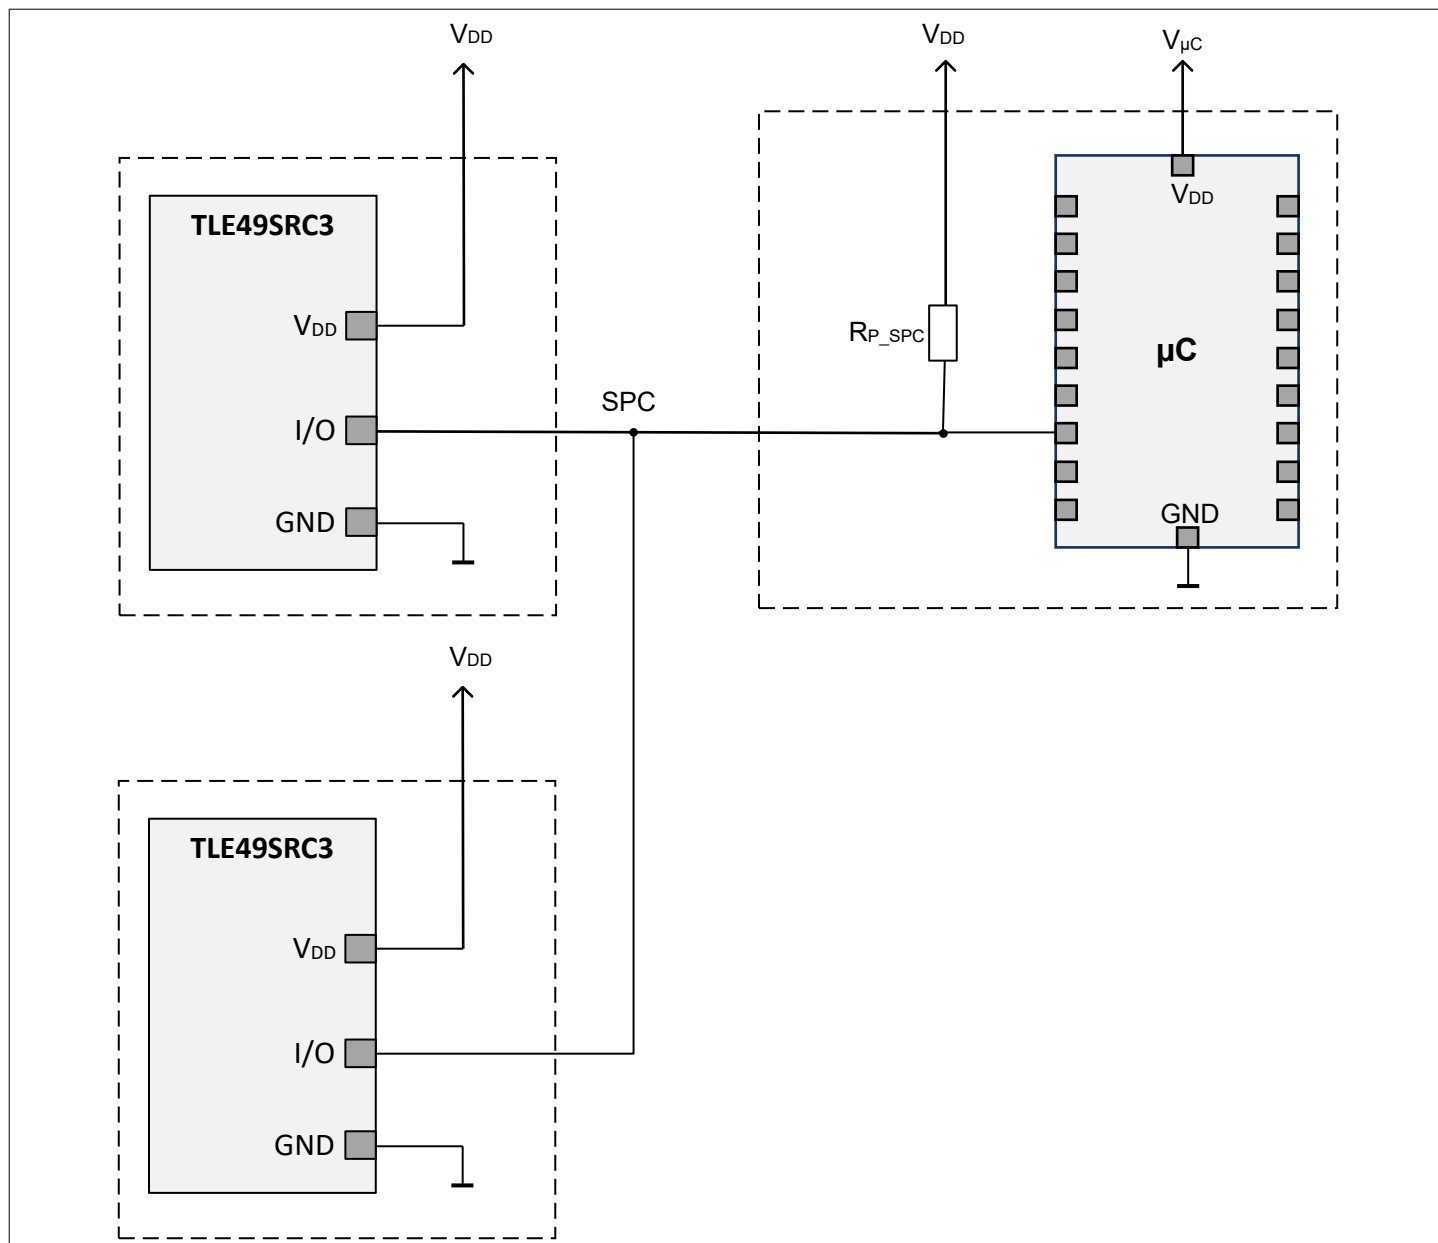 VDD
VDD
VµC
TLE49SRC3
VDD
VDD
RP_SPC
µC
SPC
I/O
GND
GND
VDD
TLE49SRC3
VDD
I/O
GND